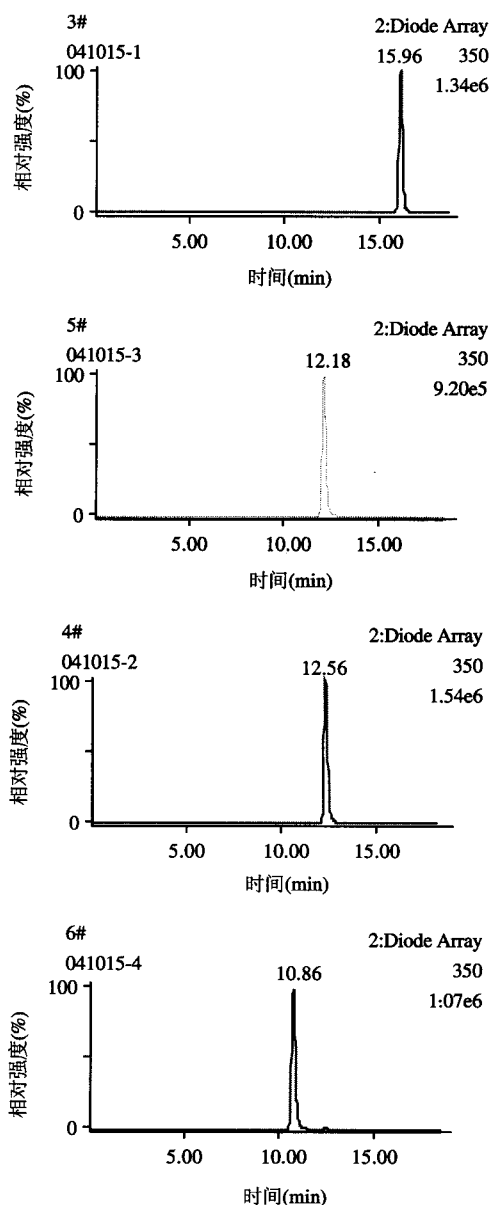 3# 2:Diode Array
041015-1 15.96 350
100 1.34e6
相对强度(%)
0
5.00 10.00 15.00
时间(min)
5# 2:Diode Array
041015-3 12.18 350
100 9.20e5
相对强度(%)
0
5.00 10.00 15.00
时间(min)
4# 2:Diode Array
041015-2 12.56 350
100 1.54e6
相对强度(%)
0
5.00 10.00 15.00
时间(min)
6# 2:Diode Array
041015-4 10.86 350
100 1:07e6
相对强度(%)
0
5.00 10.00 15.00
时间(min)